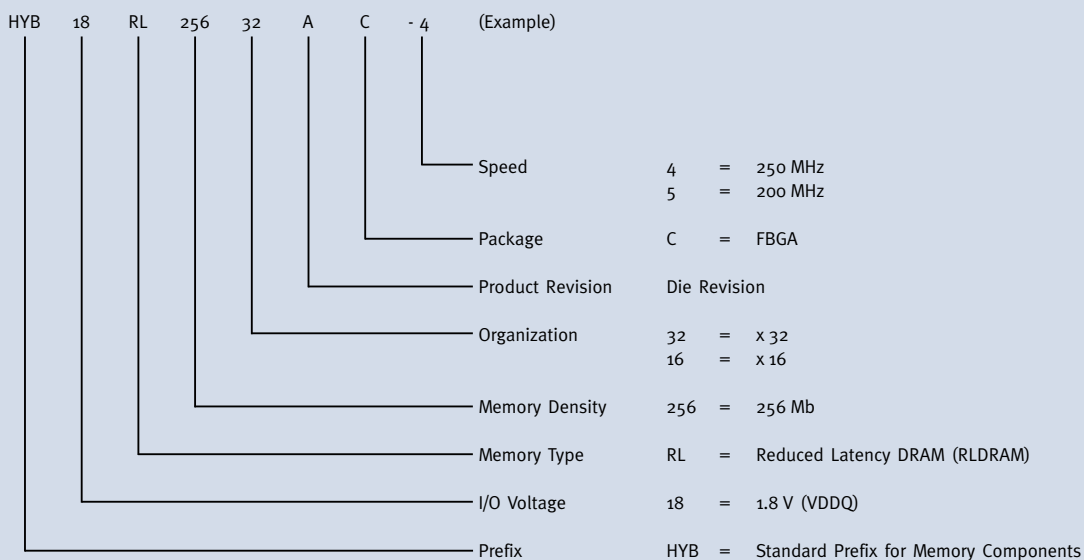 HYB 18 RL 256 32 A C - 4 (Example)
Speed 4 = 250 MHz
5 = 200 MHz
Package C = FBGA
Product Revision Die Revision
Organization 32 = x 32
16 = x 16
Memory Density 256 = 256 Mb
Memory Type RL = Reduced Latency DRAM (RLDRAM)
I/O Voltage 18 = 1.8 V (VDDQ)
Prefix HYB = Standard Prefix for Memory Components